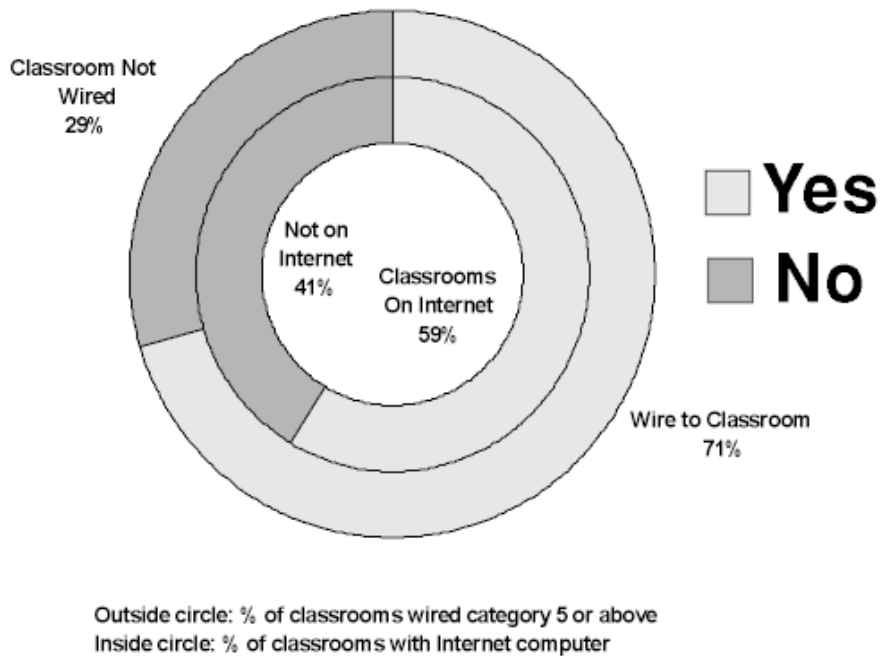 Classroom Not
Wired
29%
Not on
Internet
41%
Classrooms
On Internet
59%
Yes
No
Wire to Classroom
71%
Outside circle: % of classrooms wired category 5 or above
Inside circle: % of classrooms with Internet computer